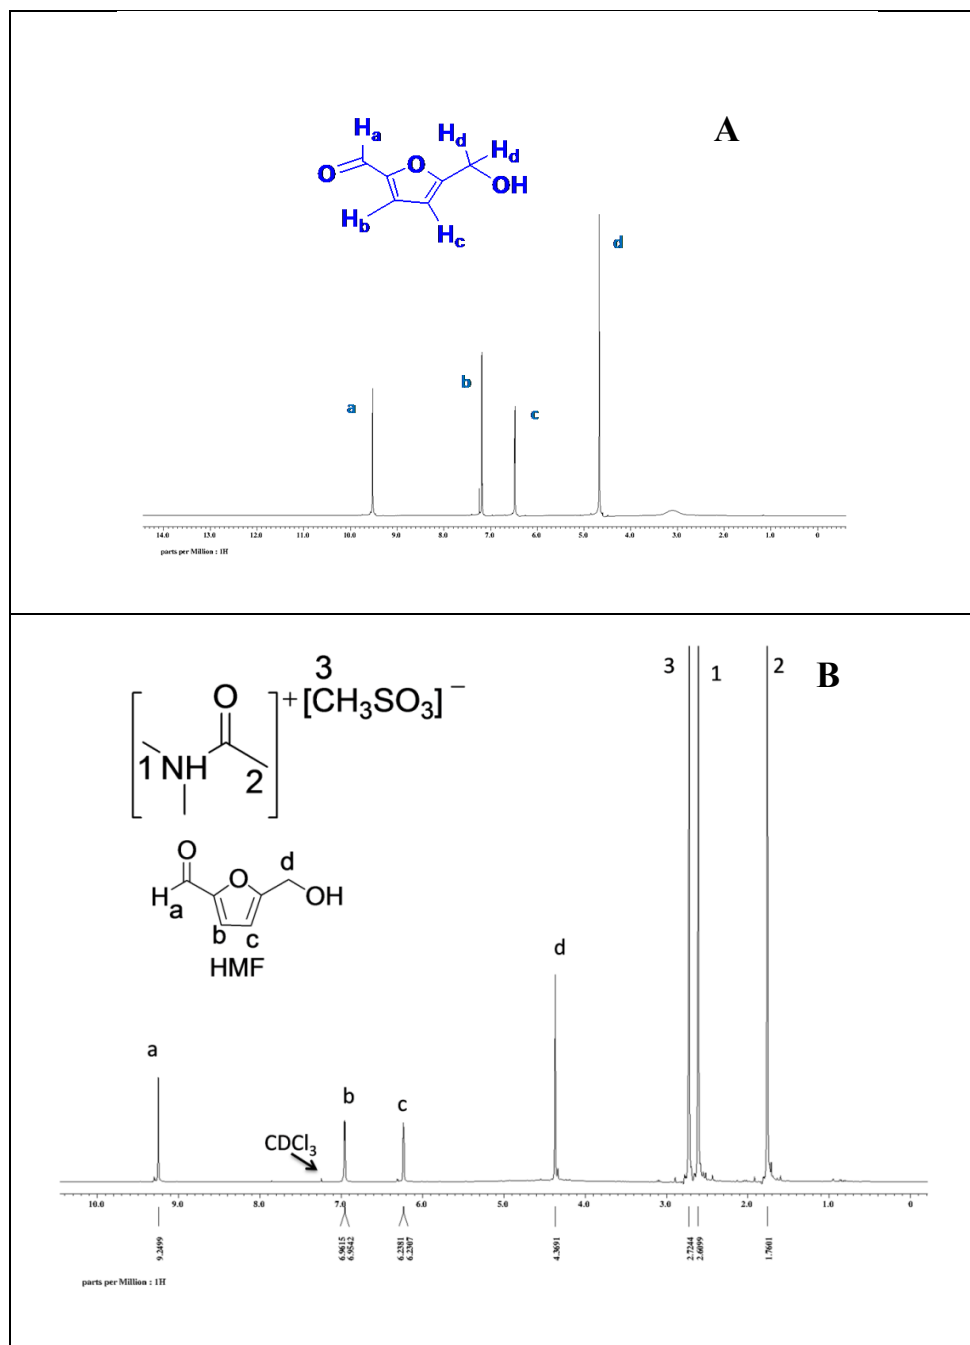 A
Ha
Hd
Hd
O
O
OH
Hb
Hc
d
b
a
c
14.0 13.0 12.0 11.0 10.0 9.0 8.0 7.0 6.0 5.0 4.0 3.0 2.0 1.0 0
parts per Million : 1H
B
3
1
2
3
O
+[CH3SO3]−
1 NH
2
O
d
O
H
OH
a
b
c
HMF
d
a
b
c
CDCl3
10.0 9.0 8.0 7.0 6.0 5.0 4.0 3.0 2.0 1.0 0
9.2499
6.9615
6.9542
6.2381
6.2307
4.3691
2.7244
2.6099
1.7601
parts per Million : 1H